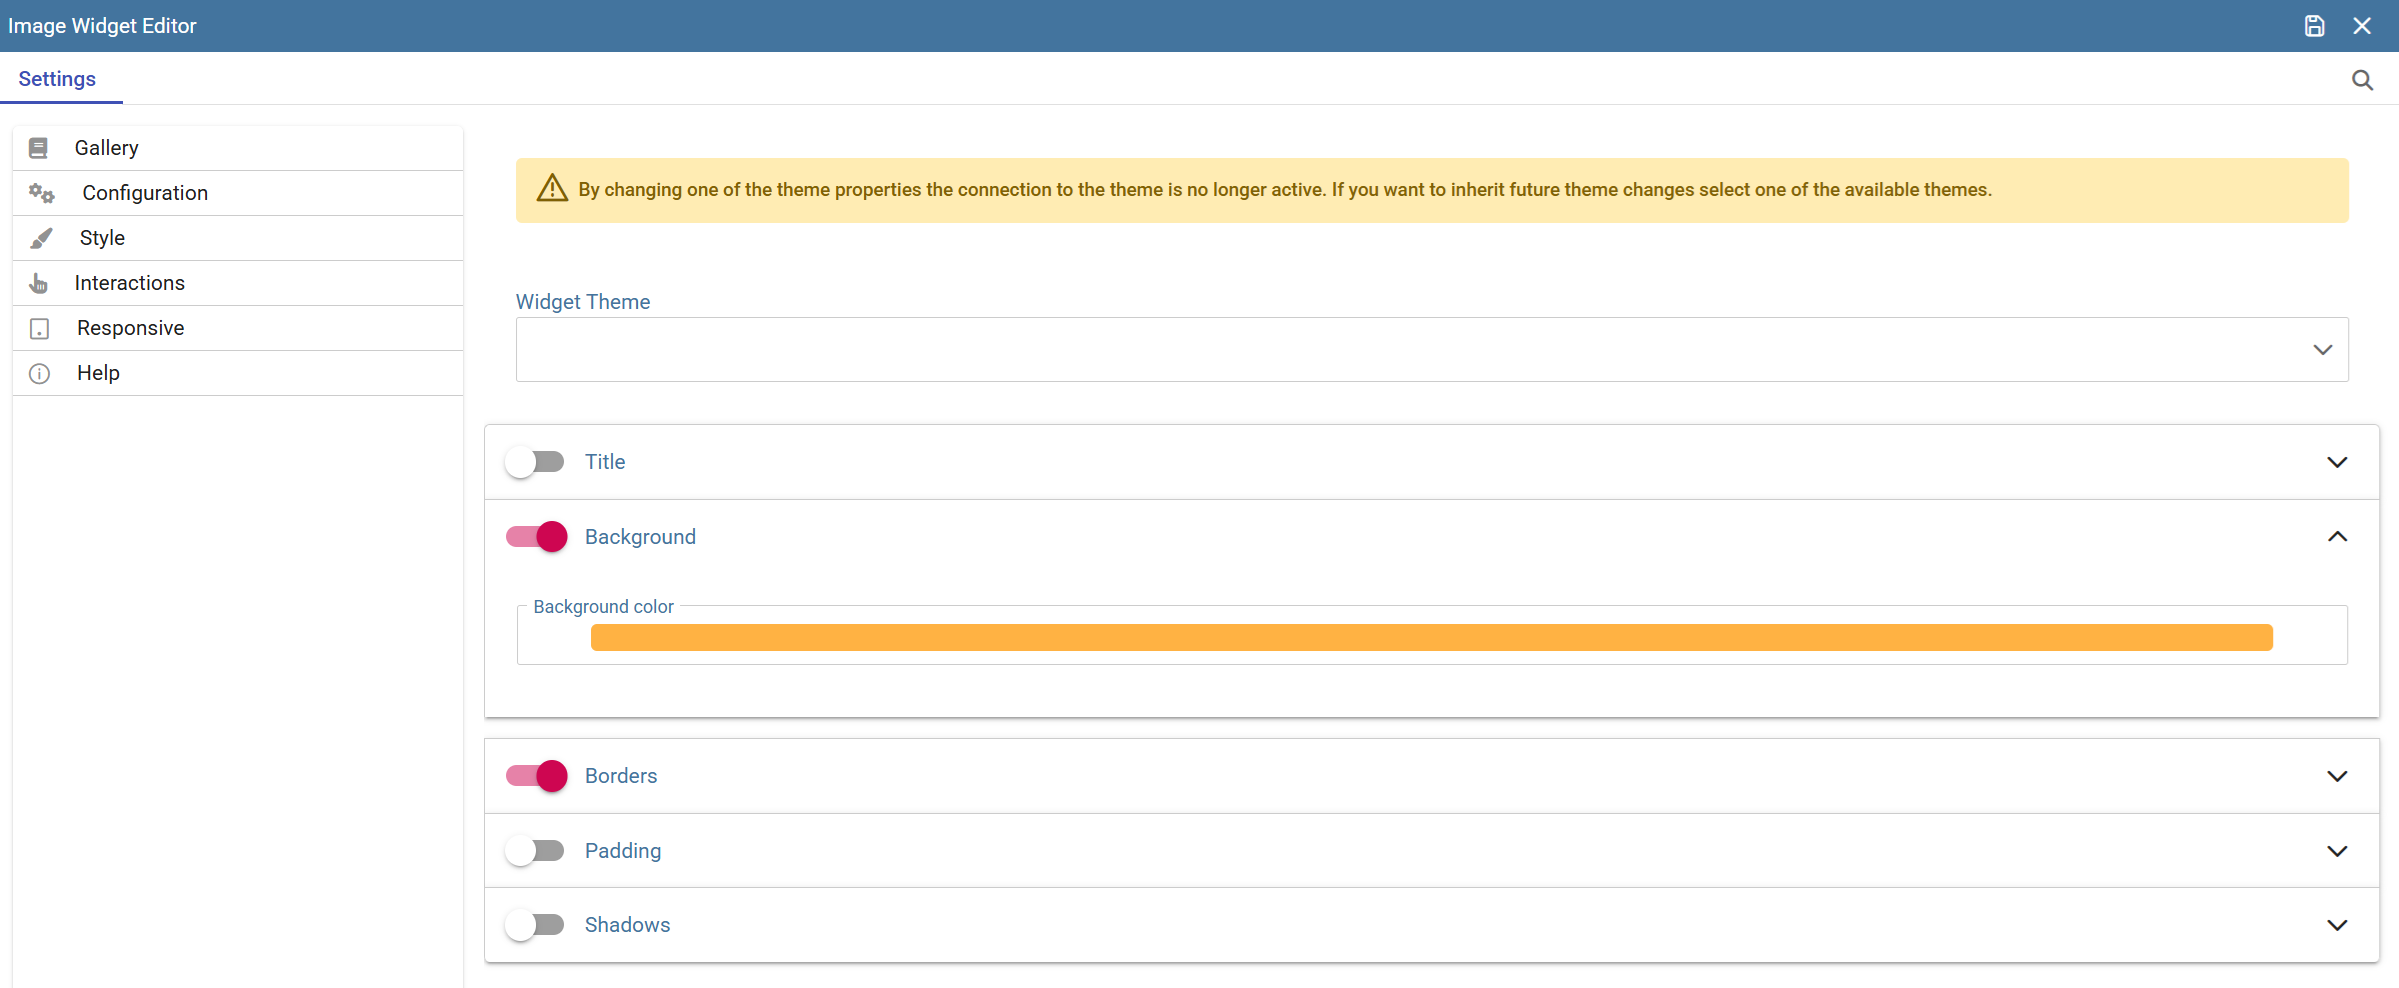 Image Widget Editor
Settings
Gallery
Configuration
Style
Interactions
Responsive
Help
By changing one of the theme properties the connection to the theme is no longer active. If you want to inherit future theme changes select one of the available themes.
Widget Theme
Title
Background
Background color
Borders
Padding
Shadows